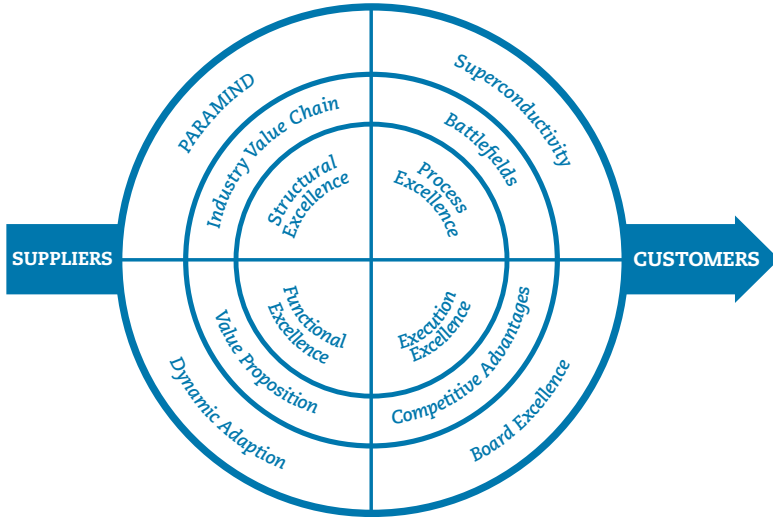 PARAMIND
Superconductivity
Industry Value Chain
Battlefields
Structural
Excellence
Process
Excellence
SUPPLIERS
CUSTOMERS
Functional
Excellence
Execution
Excellence
Value Proposition
Competitive Advantages
Dynamic Adaption
Board Excellence